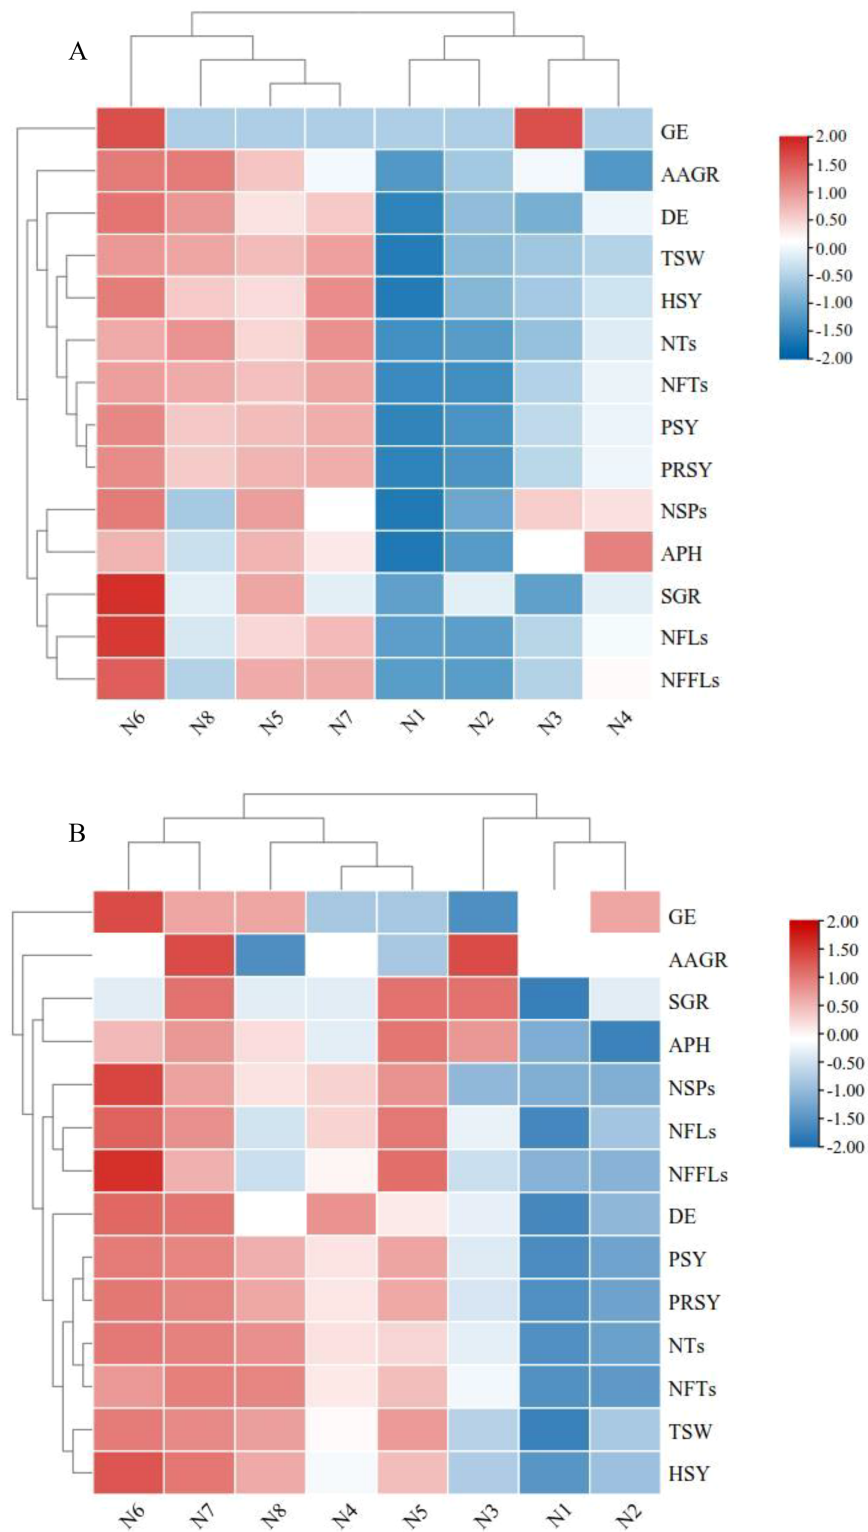 A
GE
AAGR
DE
TSW
HSY
NTs
NFTs
PSY
PRSY
NSPs
APH
SGR
NFLs
NFFLs
2.00
1.50
1.00
0.50
0.00
-0.50
-1.00
-1.50
-2.00
N6 N8 N5 N7 N1 N2 N3 N4
B
GE
AAGR
SGR
APH
NSPs
NFLs
NFFLs
DE
PSY
PRSY
NTs
NFTs
TSW
HSY
2.00
1.50
1.00
0.50
0.00
-0.50
-1.00
-1.50
-2.00
N6 N7 N8 N4 N5 N3 N1 N2